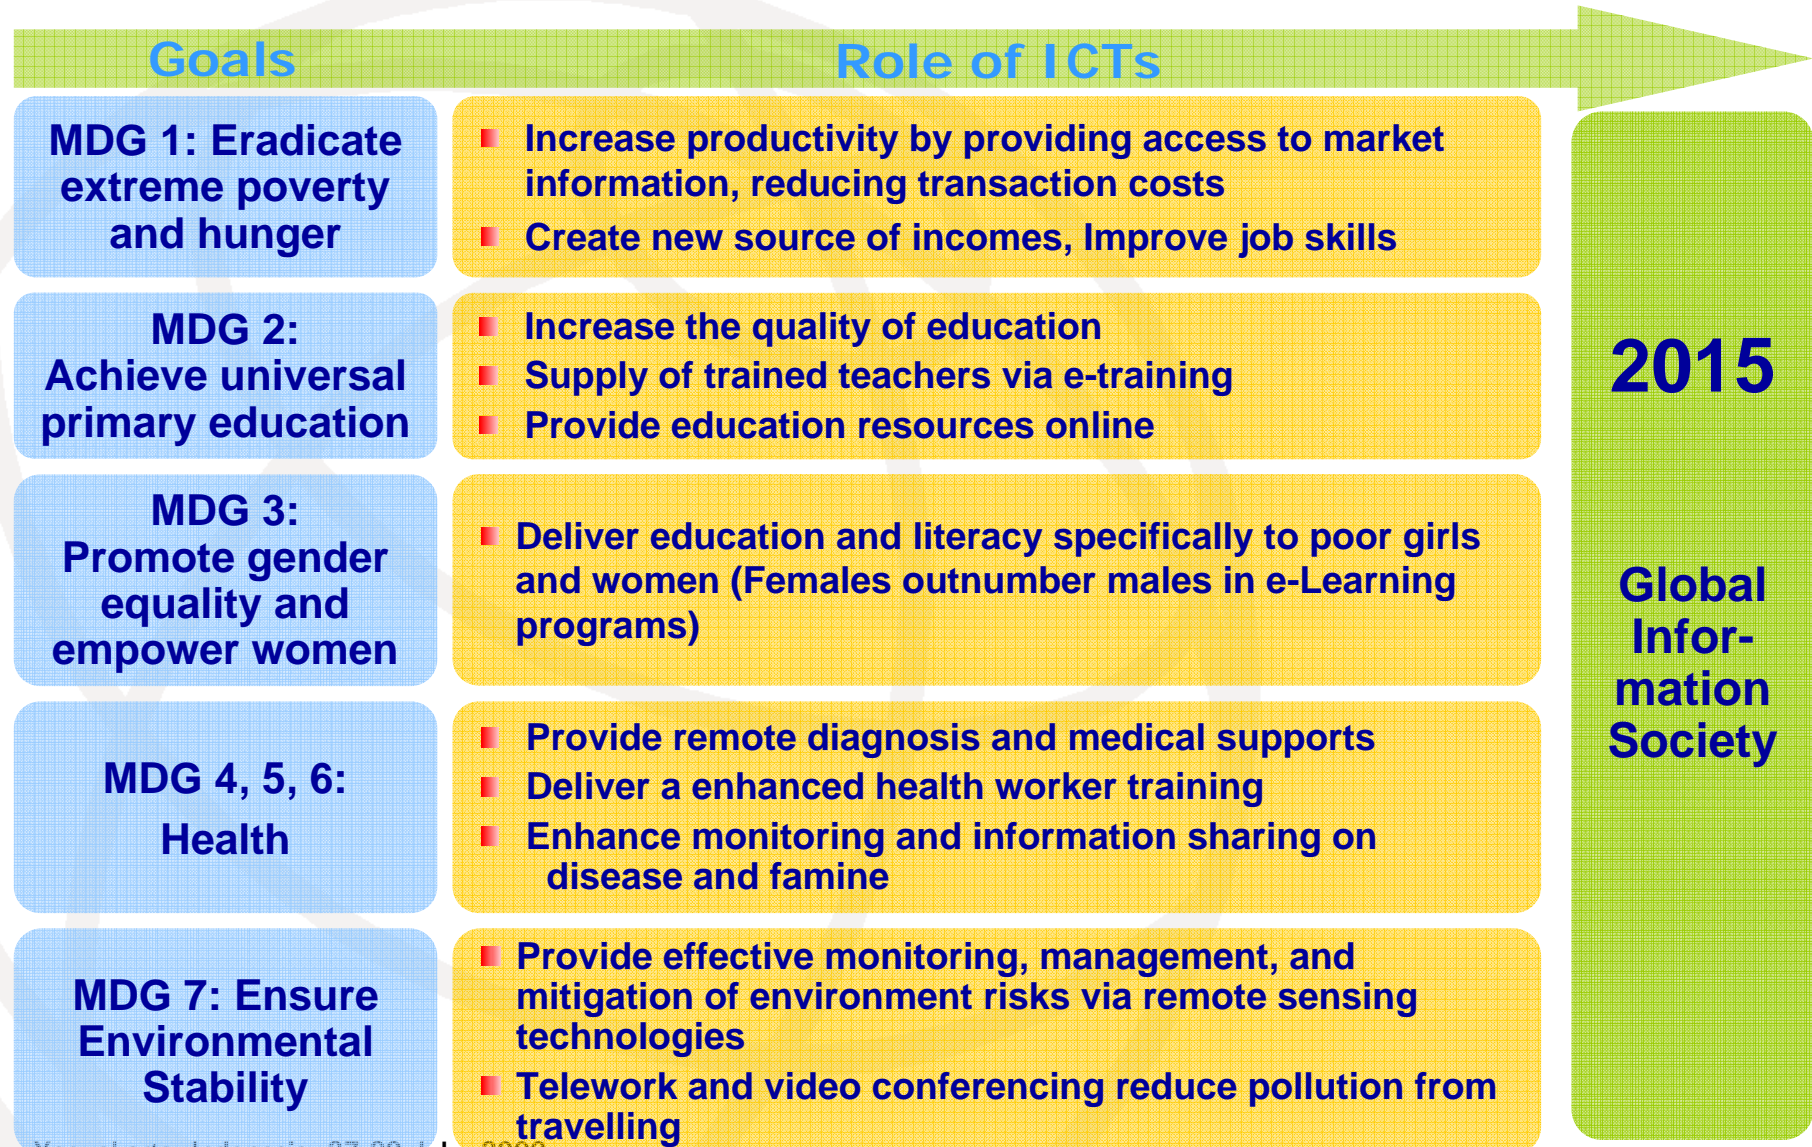 Goals
Role of ICTs
MDG 1: Eradicate
extreme poverty
and hunger
Increase productivity by providing access to market
information, reducing transaction costs
Create new source of incomes, Improve job skills
MDG 2:
Achieve universal
primary education
Increase the quality of education
Supply of trained teachers via e-training
Provide education resources online
MDG 3:
Promote gender
equality and
empower women
Deliver education and literacy specifically to poor girls
and women (Females outnumber males in e-Learning
programs)
MDG 4, 5, 6:
Health
Provide remote diagnosis and medical supports
Deliver a enhanced health worker training
Enhance monitoring and information sharing on
disease and famine
MDG 7: Ensure
Environmental
Stability
Provide effective monitoring, management, and
mitigation of environment risks via remote sensing
technologies
Telework and video conferencing reduce pollution from
travelling
2015
Global
Infor-
mation
Society